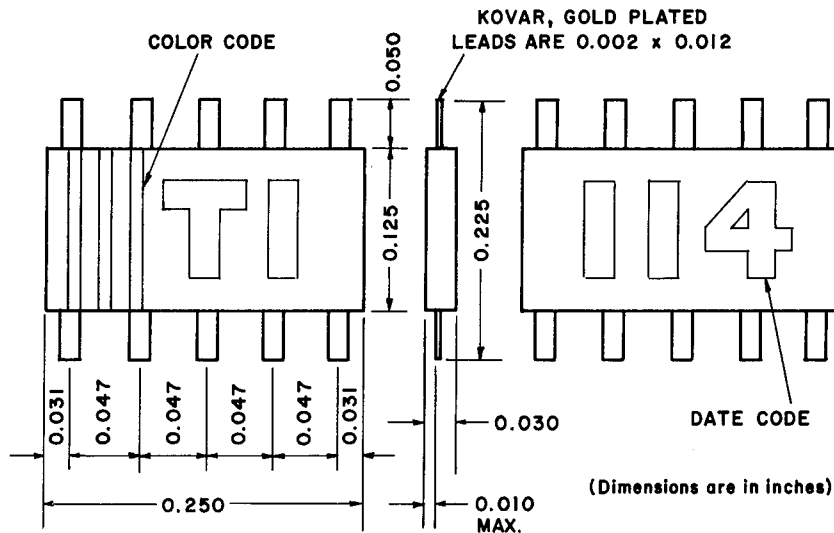 KOVAR, GOLD PLATED
LEADS ARE 0.002 x 0.012
COLOR CODE
0.050
TI
0.125
0.225
114
0.031
0.047
0.047
0.047
0.047
0.031
0.030
DATE CODE
0.250
0.010
MAX.
(Dimensions are in inches)